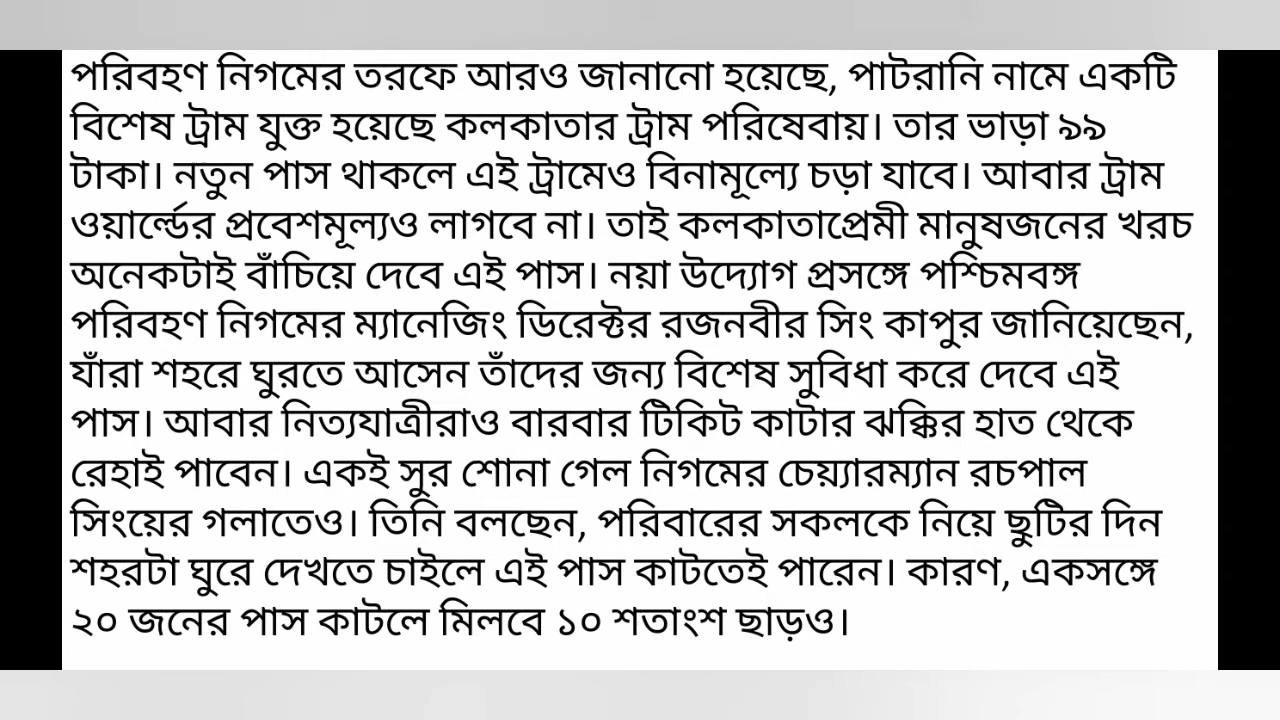 পরিবহণ নিগমের তরফে আরও জানানো হয়েছে, পাটরানি নামে একটি
বিশেষ ট্রাম যুক্ত হয়েছে কলকাতার ট্রাম পরিষেবায়। তার ভাড়া ৯৯
টাকা। নতুন পাস থাকলে এই ট্রামেও বিনামূল্যে চড়া যাবে। আবার ট্রাম
ওয়ার্ল্ডের প্রবেশমূল্যও লাগবে না। তাই কলকাতাপ্রেমী মানুষজনের খরচ
অনেকটাই বাঁচিয়ে দেবে এই পাস। নয়া উদ্যোগ প্রসঙ্গে পশ্চিমবঙ্গ
পরিবহণ নিগমের ম্যানেজিং ডিরেক্টর রজনবীর সিং কাপুর জানিয়েছেন,
যাঁরা শহরে ঘুরতে আসেন তাঁদের জন্য বিশেষ সুবিধা করে দেবে এই
পাস। আবার নিত্যযাত্রীরাও বারবার টিকিট কাটার ঝক্কির হাত থেকে
রেহাই পাবেন। একই সুর শোনা গেল নিগমের চেয়্যারম্যান রচপাল
সিংয়ের গলাতেও। তিনি বলছেন, পরিবারের সকলকে নিয়ে ছুটির দিন
শহরটা ঘুরে দেখতে চাইলে এই পাস কাটতেই পারেন। কারণ, একসঙ্গে
২০ জনের পাস কাটলে মিলবে ১০ শতাংশ ছাড়ও।